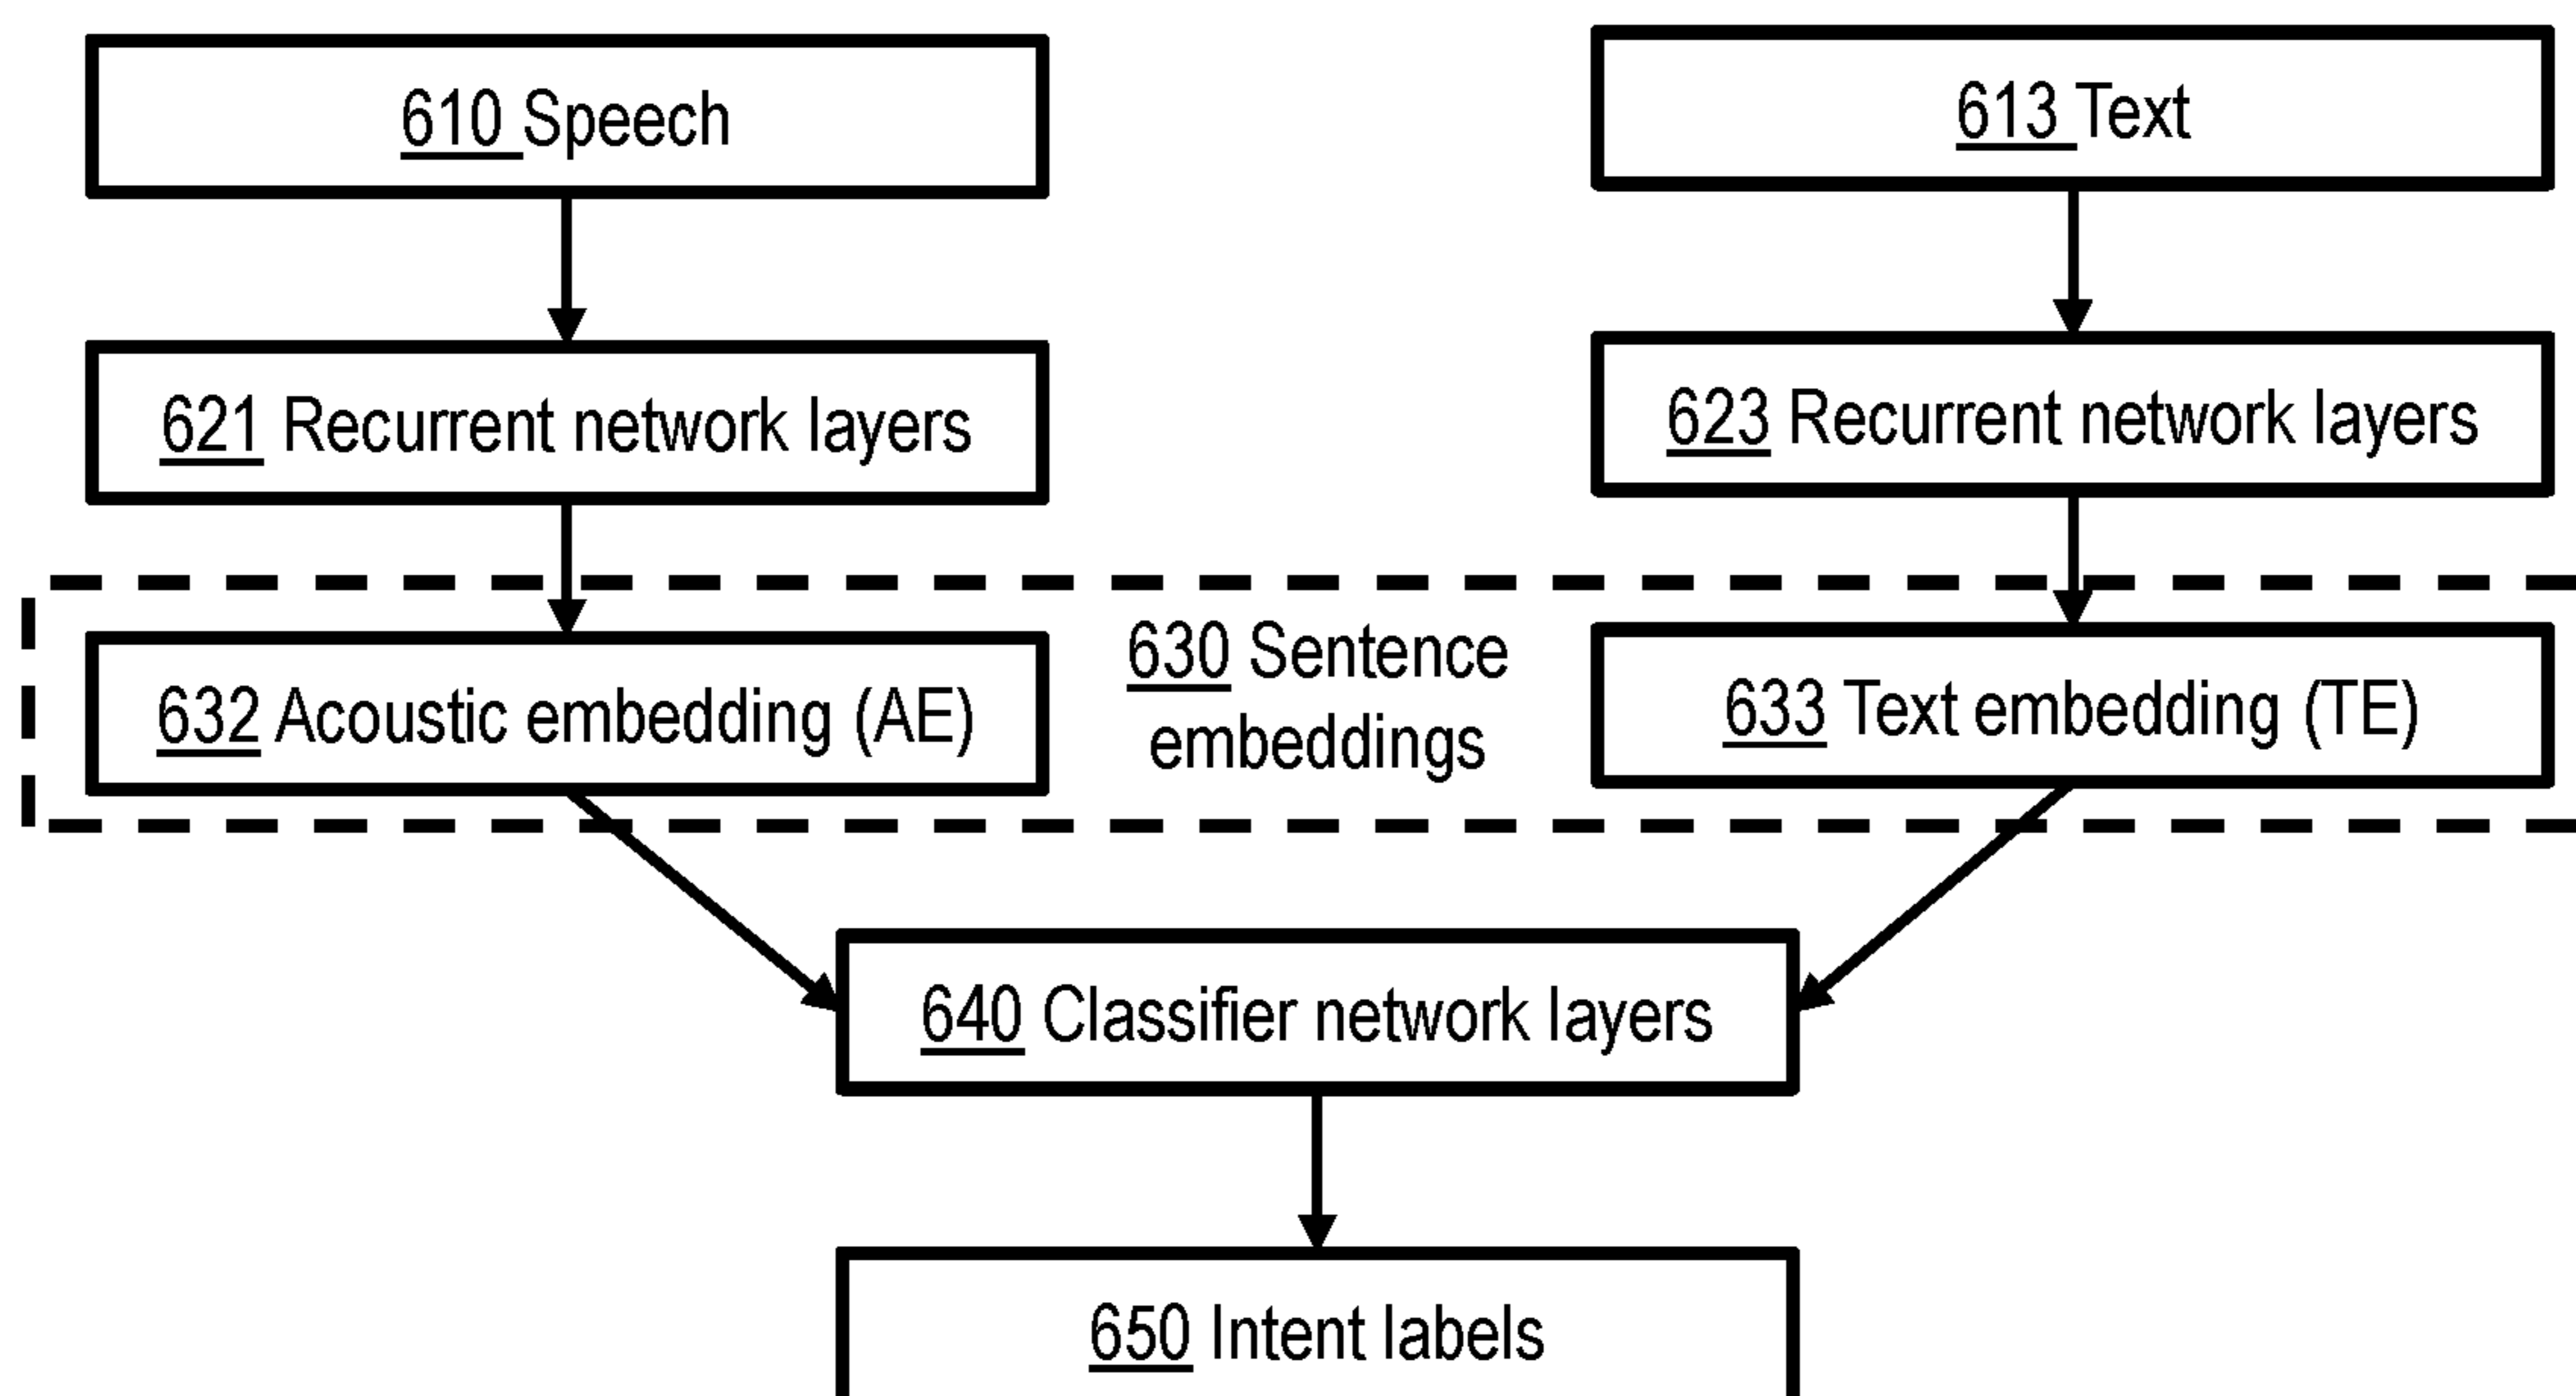 610 Speech
613 Text
621 Recurrent network layers
623 Recurrent network layers
630 Sentence
embeddings
632 Acoustic embedding (AE)
633 Text embedding (TE)
640 Classifier network layers
650 Intent labels